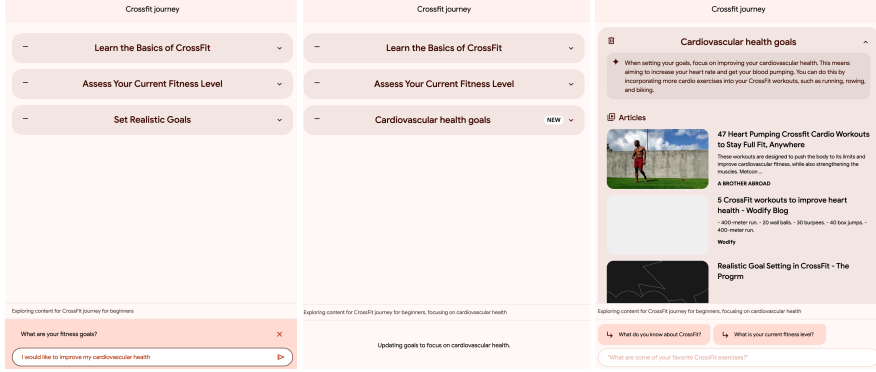 Crossfit journey
Learn the Basics of CrossFit
Assess Your Current Fitness Level
Set Realistic Goals
Exploring content for CrossFit journey for beginners
What are your fitness goals?
I would like to improve my cardiovascular health
Crossfit journey
Learn the Basics of CrossFit
Assess Your Current Fitness Level
Cardiovascular health goals NEW
Exploring content for CrossFit journey for beginners, focusing on cardiovascular health
Updating goals to focus on cardiovascular health.
Crossfit journey
Cardiovascular health goals
When setting your goals, focus on improving your cardiovascular health. This means
aiming to increase your heart rate and get your blood pumping. You can do this by
incorporating more cardio exercises into your CrossFit workouts, such as running, rowing,
and biking.
Articles
47 Heart Pumping Crossfit Cardio Workouts
to Stay Full Fit, Anywhere
These workouts are designed to push the body to its limits and
improve cardiovascular fitness, while also strengthening the
muscles. Metcon ...
A BROTHER ABROAD
5 CrossFit workouts to improve heart
health - Wodify Blog
- 400-meter run. - 20 wall balls. - 30 burpees. - 40 box jumps. -
400-meter run.
Wodify
Realistic Goal Setting in CrossFit - The
Progrm
Exploring content for CrossFit journey for beginners, focusing on cardiovascular health
What do you know about CrossFit?
What is your current fitness level?
"What are some of your favorite CrossFit exercises?"